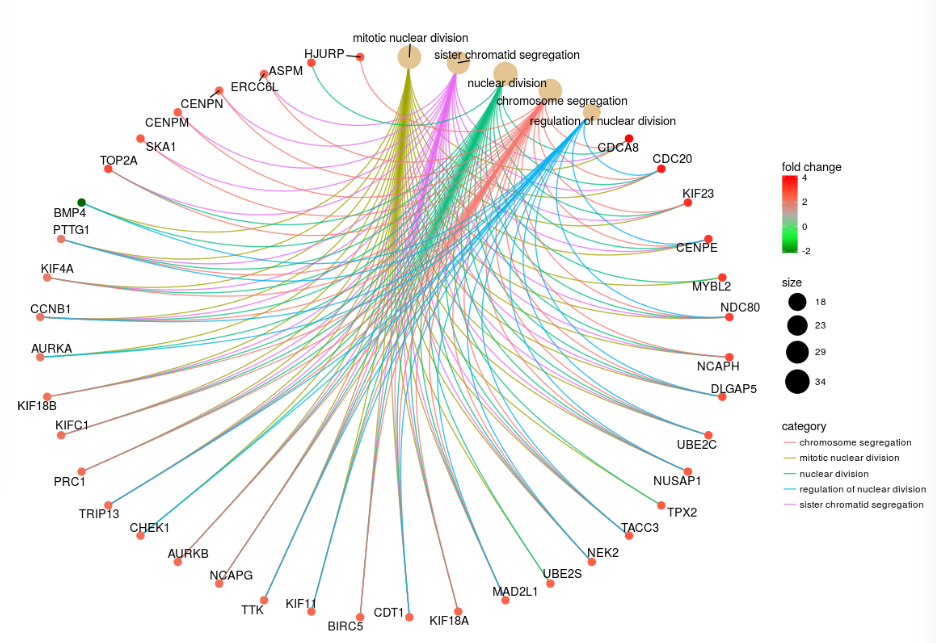 mitotic nuclear division
HJURP
sister chromatid segregation
ASPM
nuclear division
ERCC6L
chromosome segregation
CENPN
regulation of nuclear division
CENPM
SKA1
CDCA8
TOP2A
CDC20
BMP4
KIF23
PTTG1
CENPE
KIF4A
MYBL2
CCNB1
NDC80
AURKA
NCAPH
KIF18B
DLGAP5
KIFC1
UBE2C
PRC1
NUSAP1
TRIP13
TPX2
CHEK1
TACC3
AURKB
NEK2
NCAPG
UBE2S
TTK
KIF11
MAD2L1
BIRC5
CDT1
KIF18A
fold change
4
2
0
-2
size
18
23
29
34
category
chromosome segregation
mitotic nuclear division
nuclear division
regulation of nuclear division
sister chromatid segregation